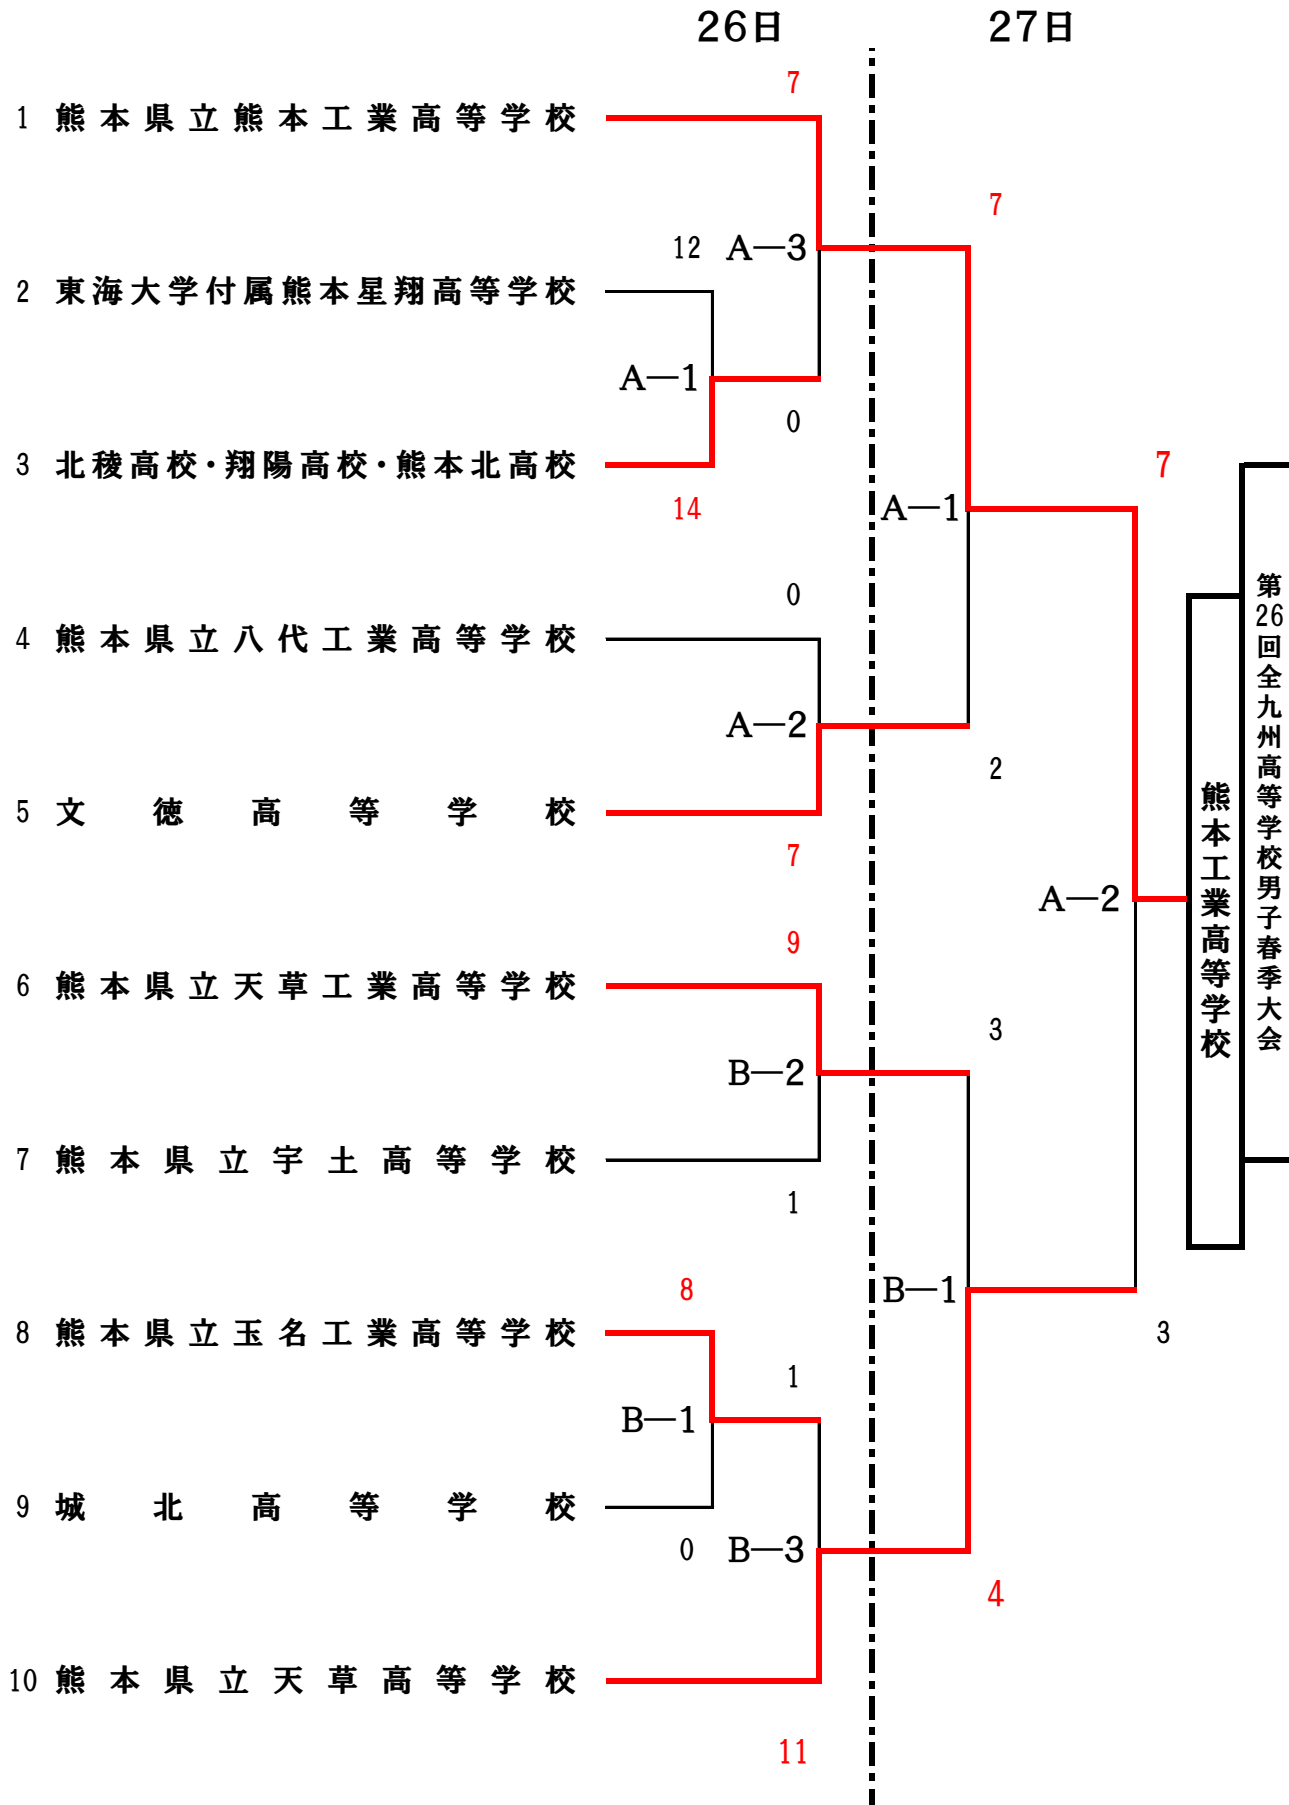 26日
27日
7
1 熊本県立熊本工業高等学校
7
12 A―3
2 東海大学付属熊本星翔高等学校
A―1
0
3 北稜高校・翔陽高校・熊本北高校
7
14
A―1
0
4 熊本県立八代工業高等学校
A―2
2
5 文徳高等学校
7
A―2
9
6 熊本県立天草工業高等学校
3
B―2
7 熊本県立宇土高等学校
1
8
B―1
8 熊本県立玉名工業高等学校
3
1
B―1
9 城北高等学校
0 B―3
4
10 熊本県立天草高等学校
11
熊本工業高等学校
第26回全九州高等学校男子春季大会